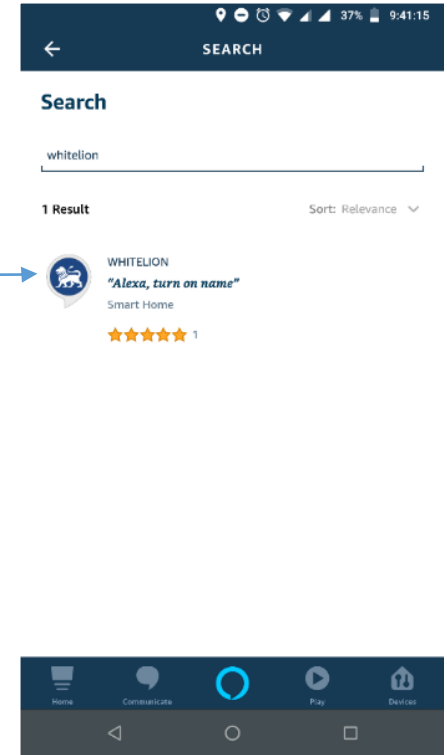 37% 9:41:15
SEARCH
Search
whitelion
1 Result Sort: Relevance
WHITELION
"Alexa, turn on name"
Smart Home
1
Home Communicate Play Devices